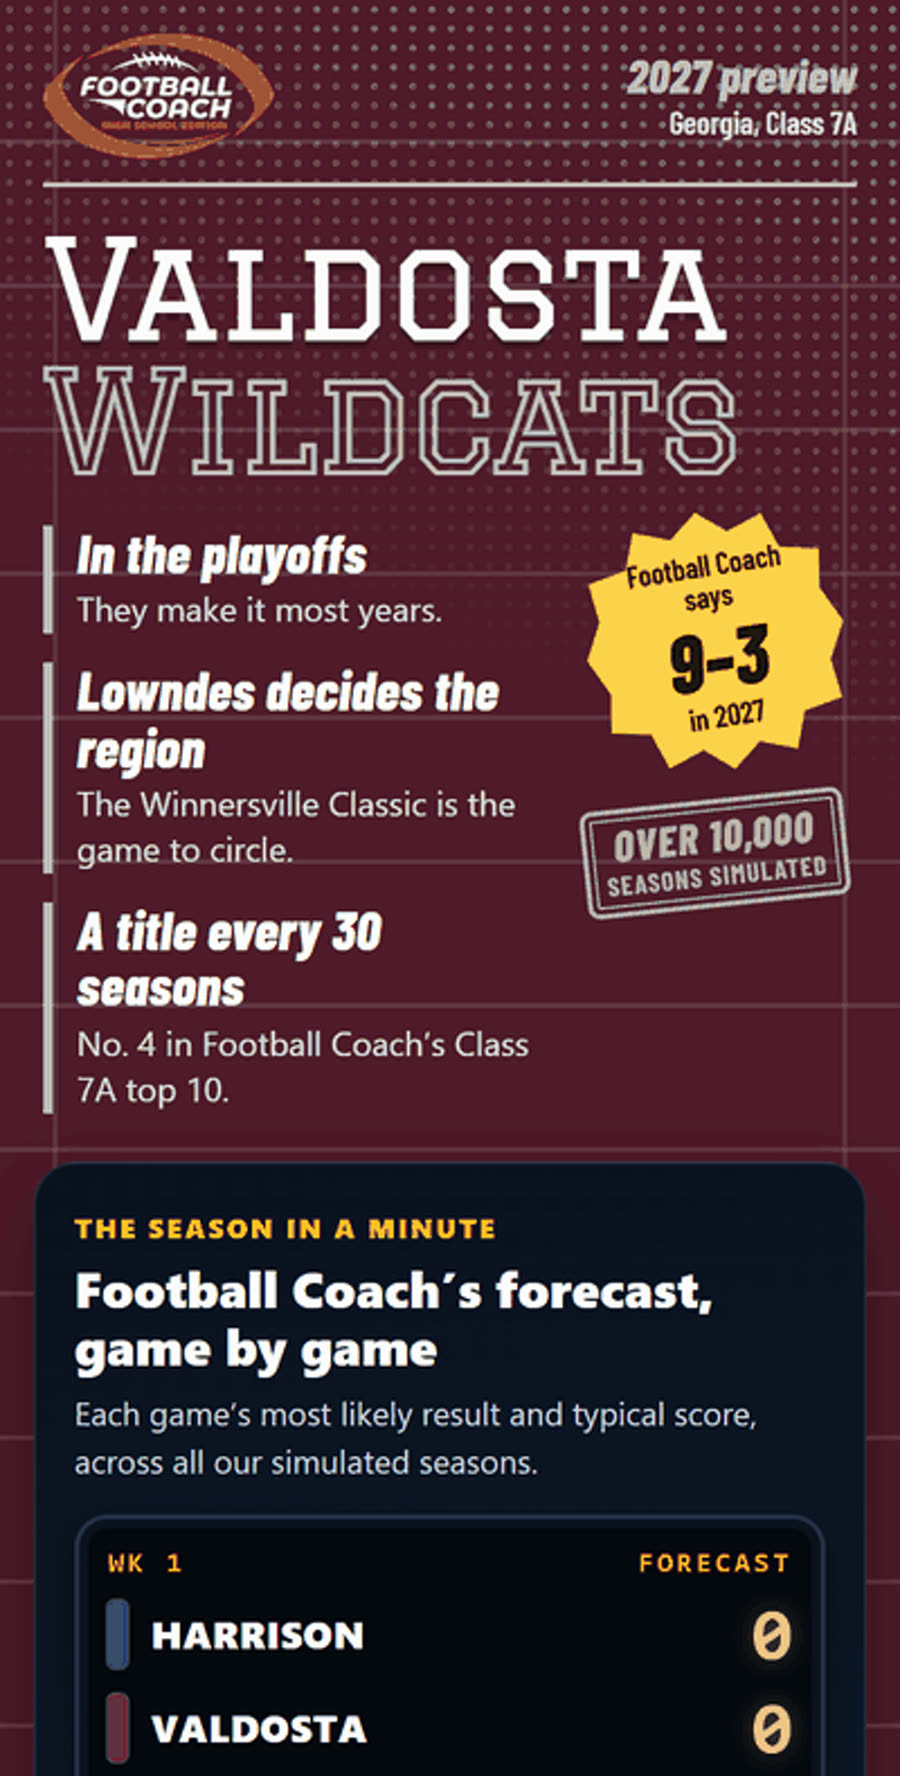 FOOTBALL
COACH
HIGH SCHOOL EDITION
2027 preview
Georgia, Class 7A
VALDOSTA
WILDCATS
In the playoffs
They make it most years.
Football Coach
says
9–3
in 2027
Lowndes decides the
region
The Winnersville Classic is the
game to circle.
OVER 10,000
SEASONS SIMULATED
A title every 30
seasons
No. 4 in Football Coach’s Class
7A top 10.
THE SEASON IN A MINUTE
Football Coach′s forecast,
game by game
Each game’s most likely result and typical score,
across all our simulated seasons.
WK 1 FORECAST
HARRISON 0
VALDOSTA 0